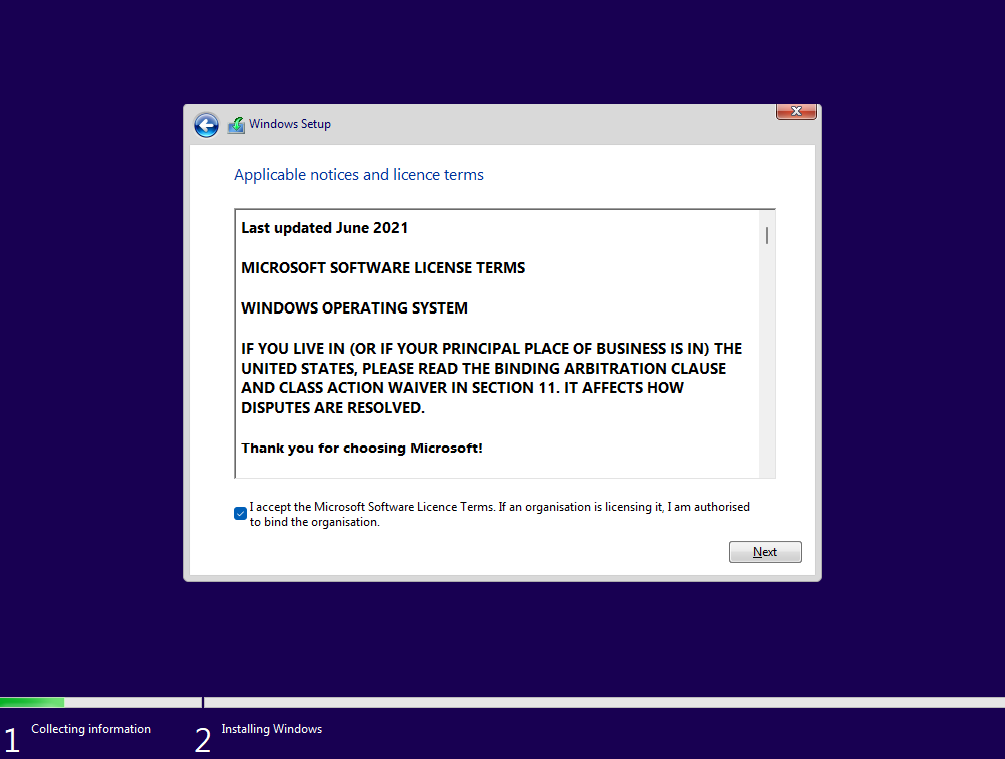 Windows Setup
Applicable notices and licence terms
Last updated June 2021
MICROSOFT SOFTWARE LICENSE TERMS
WINDOWS OPERATING SYSTEM
IF YOU LIVE IN (OR IF YOUR PRINCIPAL PLACE OF BUSINESS IS IN) THE
UNITED STATES, PLEASE READ THE BINDING ARBITRATION CLAUSE
AND CLASS ACTION WAIVER IN SECTION 11. IT AFFECTS HOW
DISPUTES ARE RESOLVED.
Thank you for choosing Microsoft!
I accept the Microsoft Software Licence Terms. If an organisation is licensing it, I am authorised
to bind the organisation.
Next
1 Collecting information
2 Installing Windows